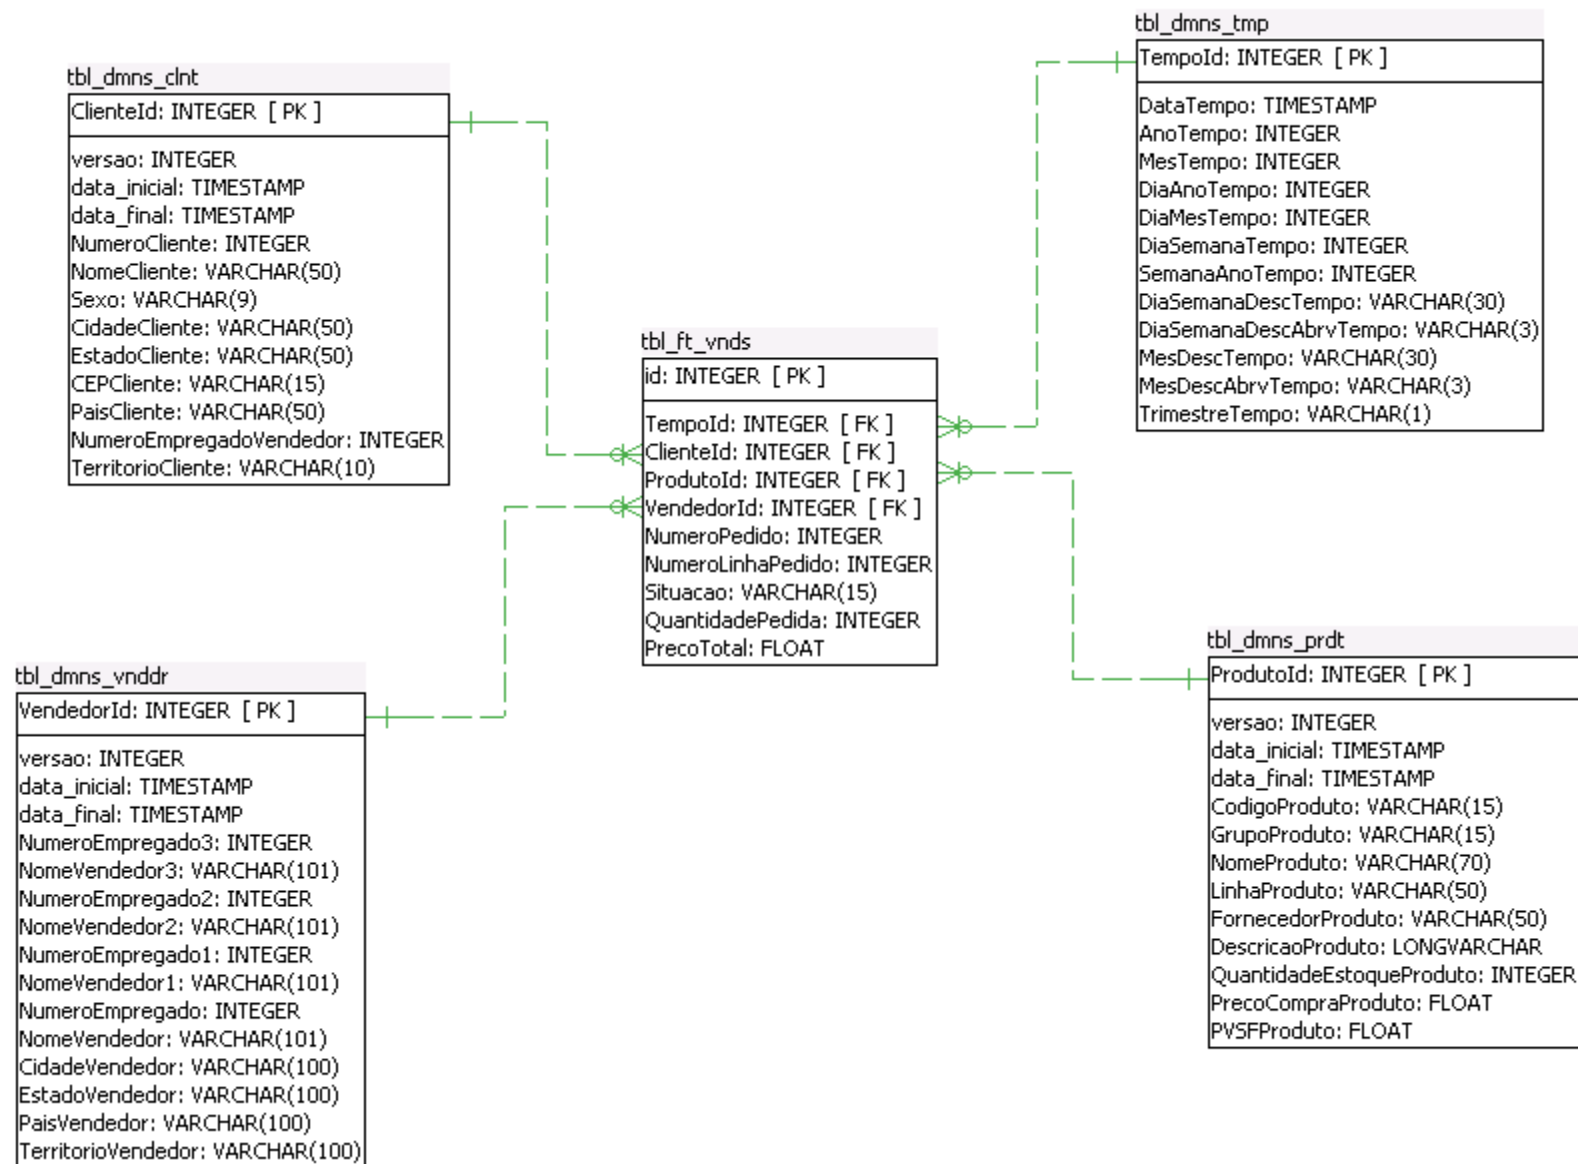 tbl_dmns_clnt
ClienteId: INTEGER [ PK ]
versao: INTEGER
data_inicial: TIMESTAMP
data_final: TIMESTAMP
NumeroCliente: INTEGER
NomeCliente: VARCHAR(50)
Sexo: VARCHAR(9)
CidadeCliente: VARCHAR(50)
EstadoCliente: VARCHAR(50)
CEPCliente: VARCHAR(15)
PaisCliente: VARCHAR(50)
NumeroEmpregadoVendedor: INTEGER
TerritorioCliente: VARCHAR(10)
tbl_dmns_tmp
TempoId: INTEGER [ PK ]
DataTempo: TIMESTAMP
AnoTempo: INTEGER
MesTempo: INTEGER
DiaAnoTempo: INTEGER
DiaMesTempo: INTEGER
DiaSemanaTempo: INTEGER
SemanaAnoTempo: INTEGER
DiaSemanaDescTempo: VARCHAR(30)
DiaSemanaDescAbrvTempo: VARCHAR(3)
MesDescTempo: VARCHAR(30)
MesDescAbrvTempo: VARCHAR(3)
TrimestreTempo: VARCHAR(1)
tbl_ft_vnds
id: INTEGER [ PK ]
TempoId: INTEGER [ FK ]
ClienteId: INTEGER [ FK ]
ProdutoId: INTEGER [ FK ]
VendedorId: INTEGER [ FK ]
NumeroPedido: INTEGER
NumeroLinhaPedido: INTEGER
Situacao: VARCHAR(15)
QuantidadePedida: INTEGER
PrecoTotal: FLOAT
tbl_dmns_vnddr
VendedorId: INTEGER [ PK ]
versao: INTEGER
data_inicial: TIMESTAMP
data_final: TIMESTAMP
NumeroEmpregado3: INTEGER
NomeVendedor3: VARCHAR(101)
NumeroEmpregado2: INTEGER
NomeVendedor2: VARCHAR(101)
NumeroEmpregado1: INTEGER
NomeVendedor1: VARCHAR(101)
NumeroEmpregado: INTEGER
NomeVendedor: VARCHAR(101)
CidadeVendedor: VARCHAR(100)
EstadoVendedor: VARCHAR(100)
PaisVendedor: VARCHAR(100)
TerritorioVendedor: VARCHAR(100)
tbl_dmns_prdt
ProdutoId: INTEGER [ PK ]
versao: INTEGER
data_inicial: TIMESTAMP
data_final: TIMESTAMP
CodigoProduto: VARCHAR(15)
GrupoProduto: VARCHAR(15)
NomeProduto: VARCHAR(70)
LinhaProduto: VARCHAR(50)
FornecedorProduto: VARCHAR(50)
DescricaoProduto: LONGVARCHAR
QuantidadeEstoqueProduto: INTEGER
PrecoCompraProduto: FLOAT
PVSFProduto: FLOAT